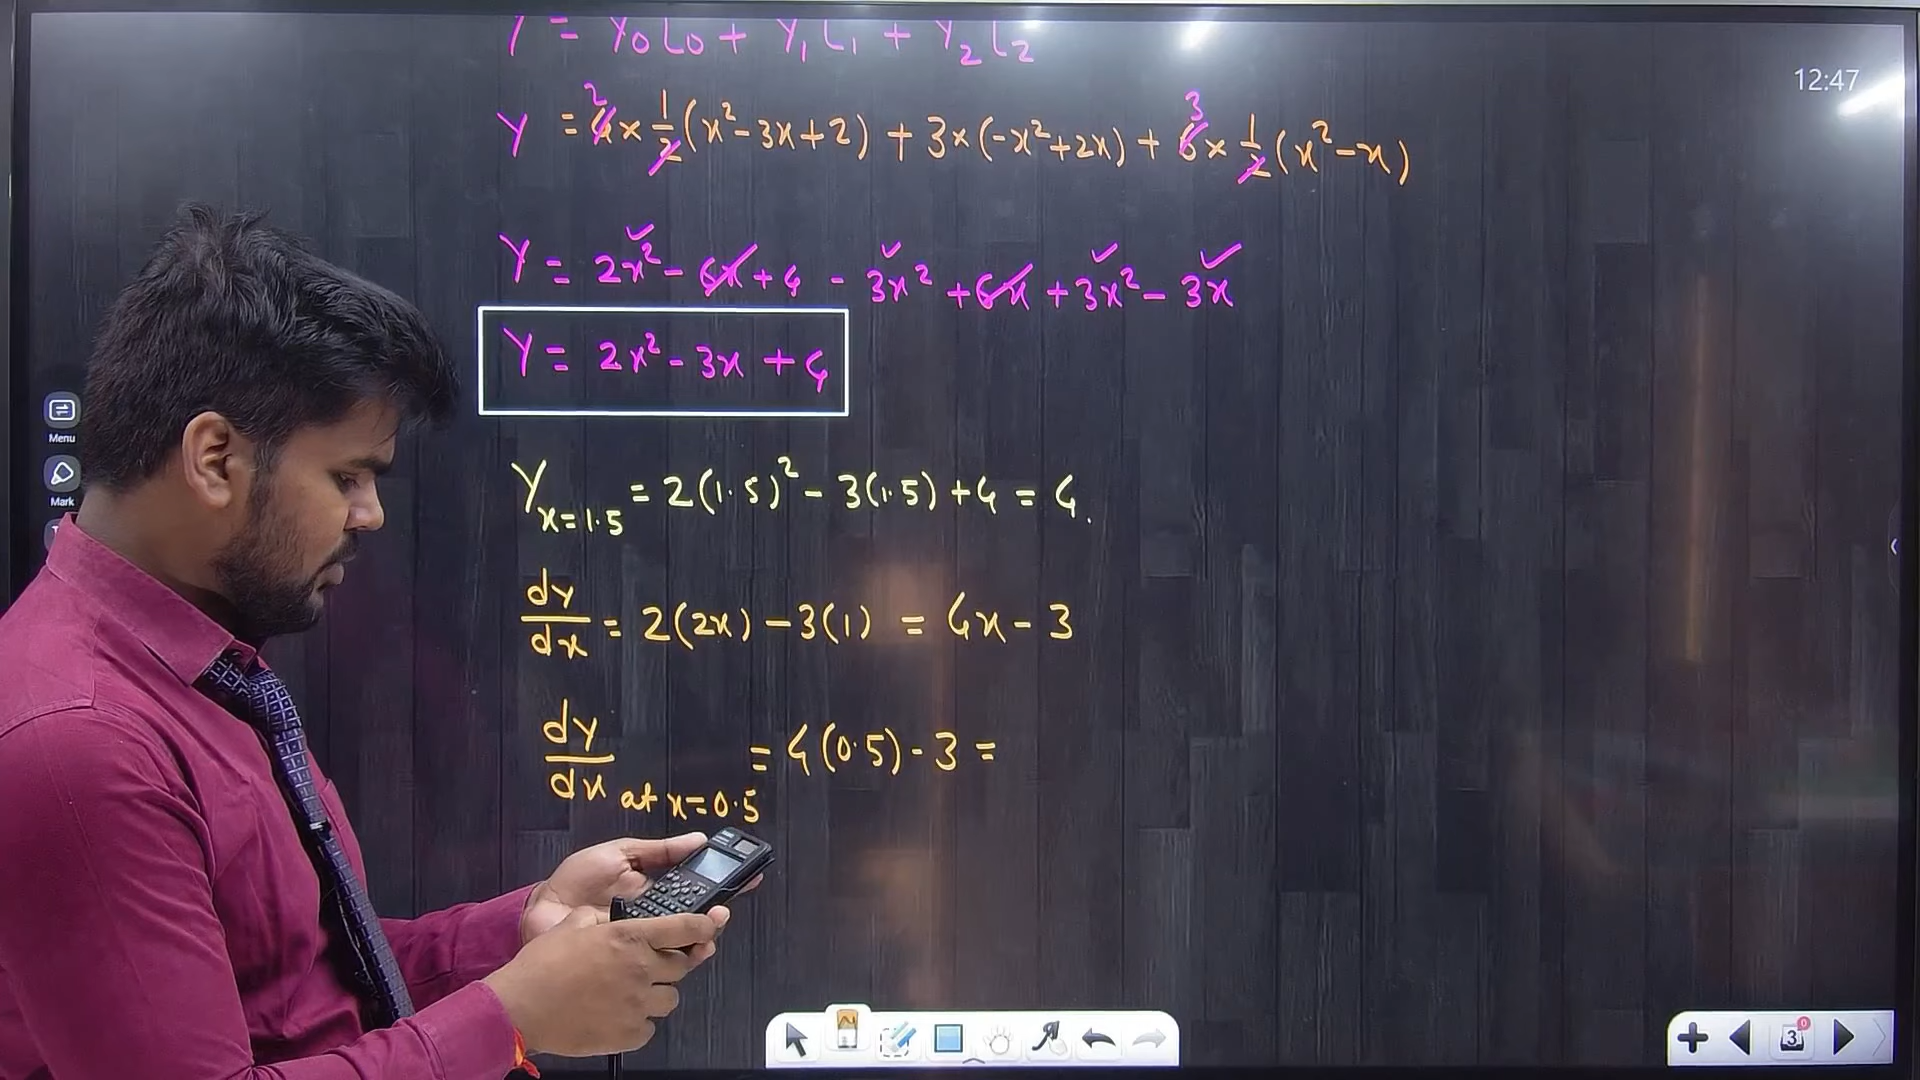 Y = Y0L0 + Y1L1 + Y2L2
12:47
Y = 4 2 × 1/2 (x² - 3x + 2) + 3 × (-x² + 2x) + 6 3 × 1/2 (x² - x)
Y = 2x² - 6x + 4 - 3x² + 6x + 3x² - 3x
Y = 2x² - 3x + 4
Y x=1.5 = 2(1.5)² - 3(1.5) + 4 = 4.
dy/dx = 2(2x) - 3(1) = 4x - 3
dy/dx at x=0.5 = 4(0.5) - 3 =
Menu
Mark
3
0